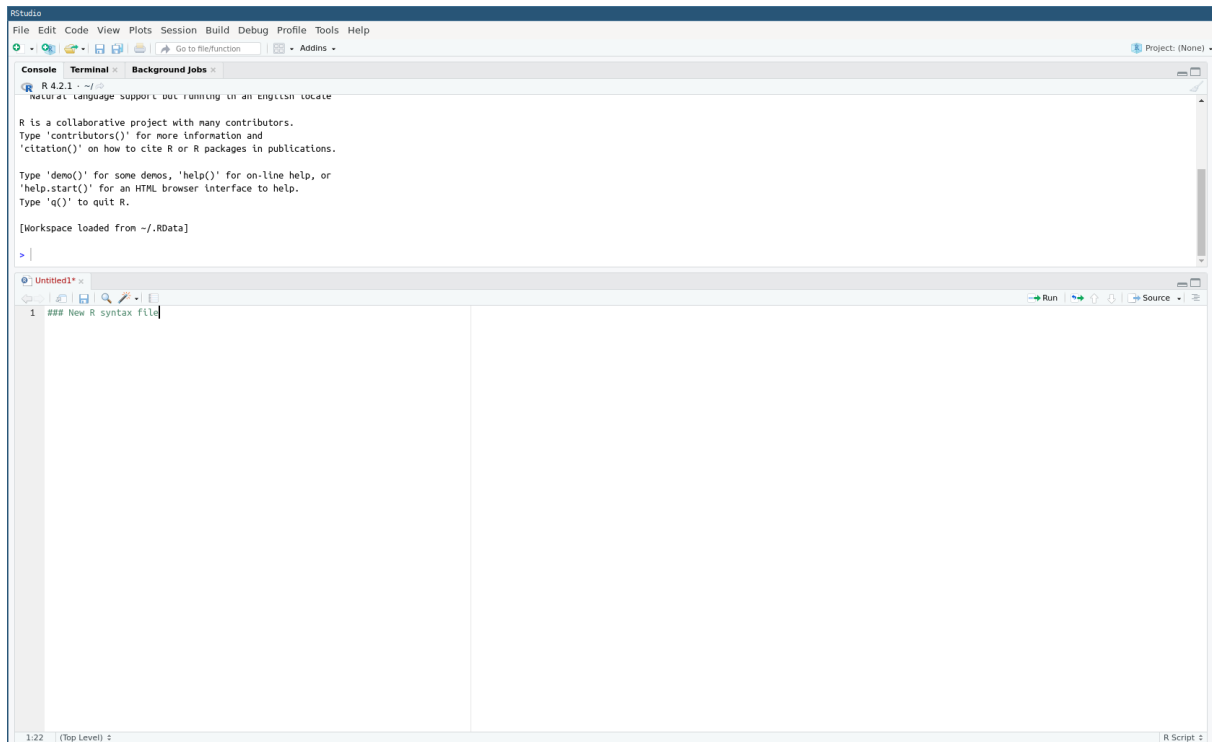 RStudio
File Edit Code View Plots Session Build Debug Profile Tools Help
Go to file/function Addins Project: (None)
Console Terminal Background Jobs
R 4.2.1 · ~/
Natural language support but running in an English locale
R is a collaborative project with many contributors.
Type 'contributors()' for more information and
'citation()' on how to cite R or R packages in publications.
Type 'demo()' for some demos, 'help()' for on-line help, or
'help.start()' for an HTML browser interface to help.
Type 'q()' to quit R.
[Workspace loaded from ~/.RData]
>
Untitled1*
Run Source
1 ### New R syntax file
1:22 (Top Level) R Script